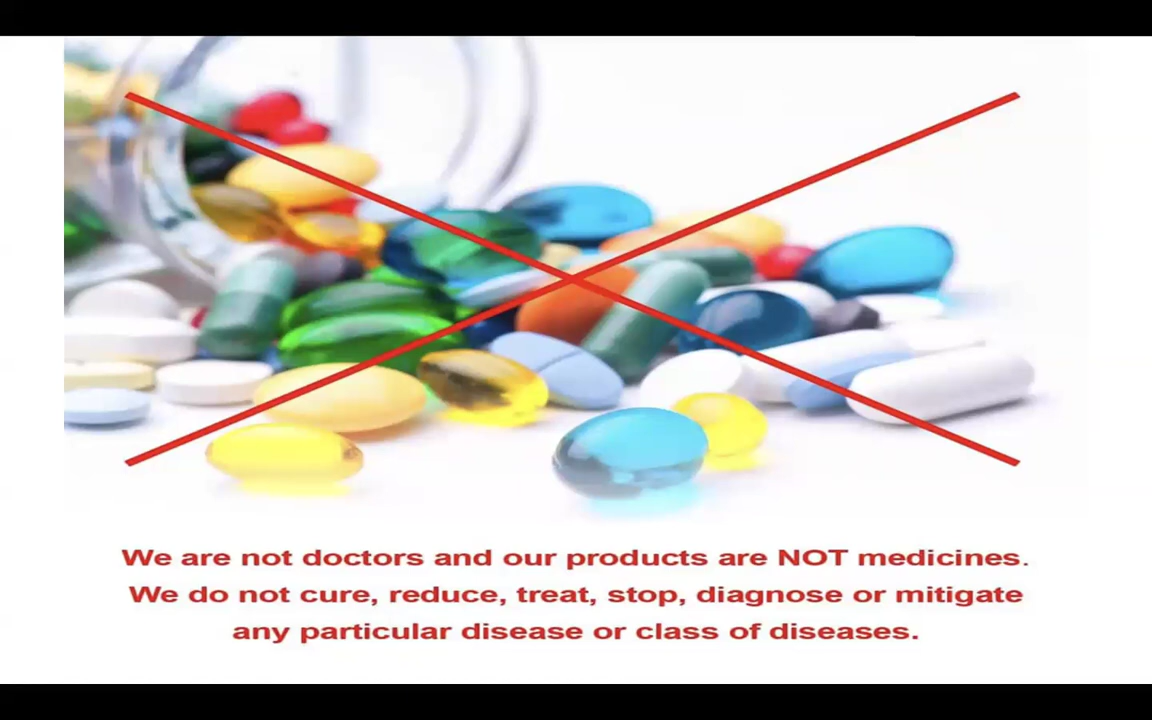 We are not doctors and our products are NOT medicines.
We do not cure, reduce, treat, stop, diagnose or mitigate
any particular disease or class of diseases.